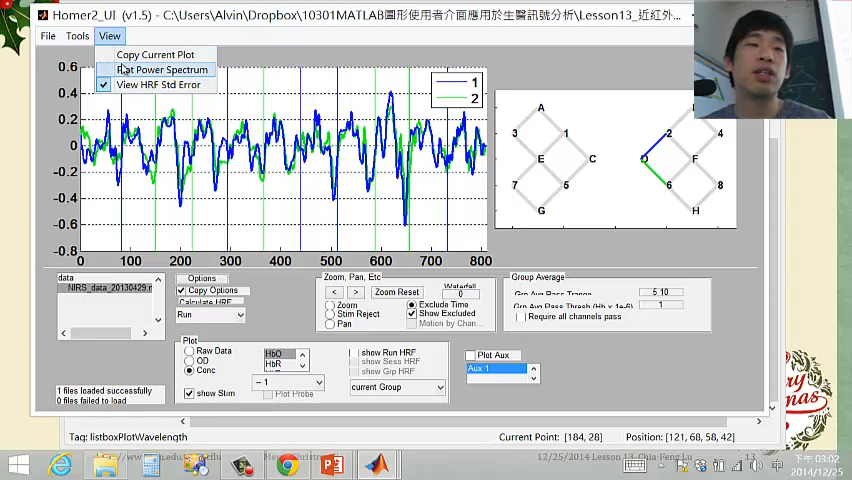 Homer2_UI (v1.5) - C:\Users\Alvin\Dropbox\10301MATLAB圖形使用者介面應用於生醫訊號分析\Lesson13_近紅外...
File Tools View
Copy Current Plot
Plot Power Spectrum
View HRF Std Error
0.6
0.4
0.2
0
-0.2
-0.4
-0.6
-0.8
0 100 200 300 400 500 600 700 800
1
2
A
3 1
E C
7 5
G
2 4
D F
6 8
H
data
NIRS_data_20130429.n
1 files loaded successfully
0 files failed to load
Options
Copy Options
Calculate HRF
Run
Zoom, Pan, Etc
< > Zoom Reset
Zoom
Stim Reject
Pan
Waterfall
0
Exclude Time
Show Excluded
Motion by Chan...
Group Average
Grp Avg Pass Trange 5 10
Grp Avg Pass Thresh (Hb x 1e-6) 1
Require all channels pass
Plot
Raw Data
OD
Conc
show Stim
HbO
HbR
-- 1
Plot Probe
show Run HRF
show Sess HRF
show Grp HRF
current Group
Plot Aux
Aux 1
Tag: listboxPlotWavelength
Current Point: [184, 28]
Position: [121, 68, 58, 42]
12/25/2014 Lesson 13, Chia-Feng Lu
13
下午 03:02
2014/12/25